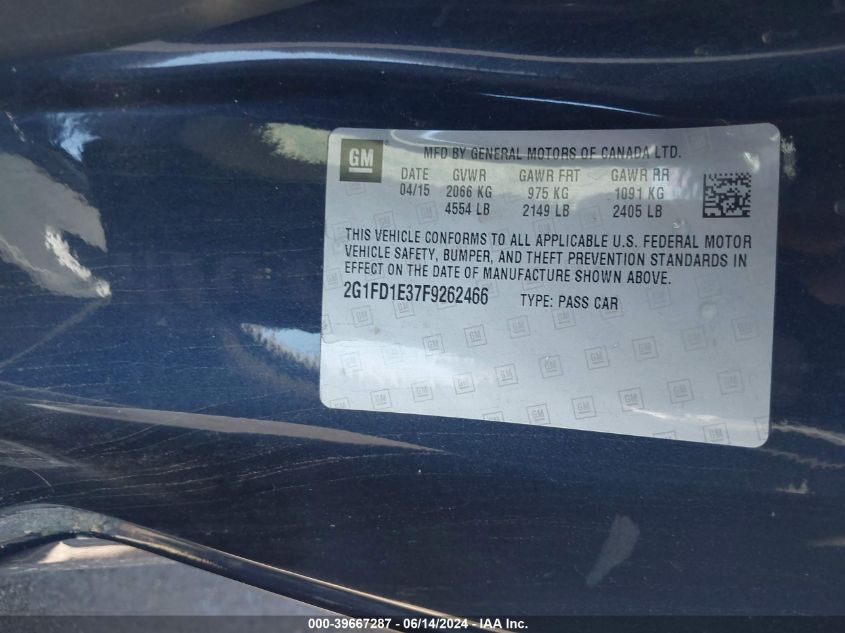 GM
MFD BY GENERAL MOTORS OF CANADA LTD.
DATE GVWR GAWR FRT GAWR RR
04/15 2066 KG 975 KG 1091 KG
4554 LB 2149 LB 2405 LB
THIS VEHICLE CONFORMS TO ALL APPLICABLE U.S. FEDERAL MOTOR
VEHICLE SAFETY, BUMPER, AND THEFT PREVENTION STANDARDS IN
EFFECT ON THE DATE OF MANUFACTURE SHOWN ABOVE.
2G1FD1E37F9262466 TYPE: PASS CAR
000-39667287 - 06/14/2024 - IAA Inc.